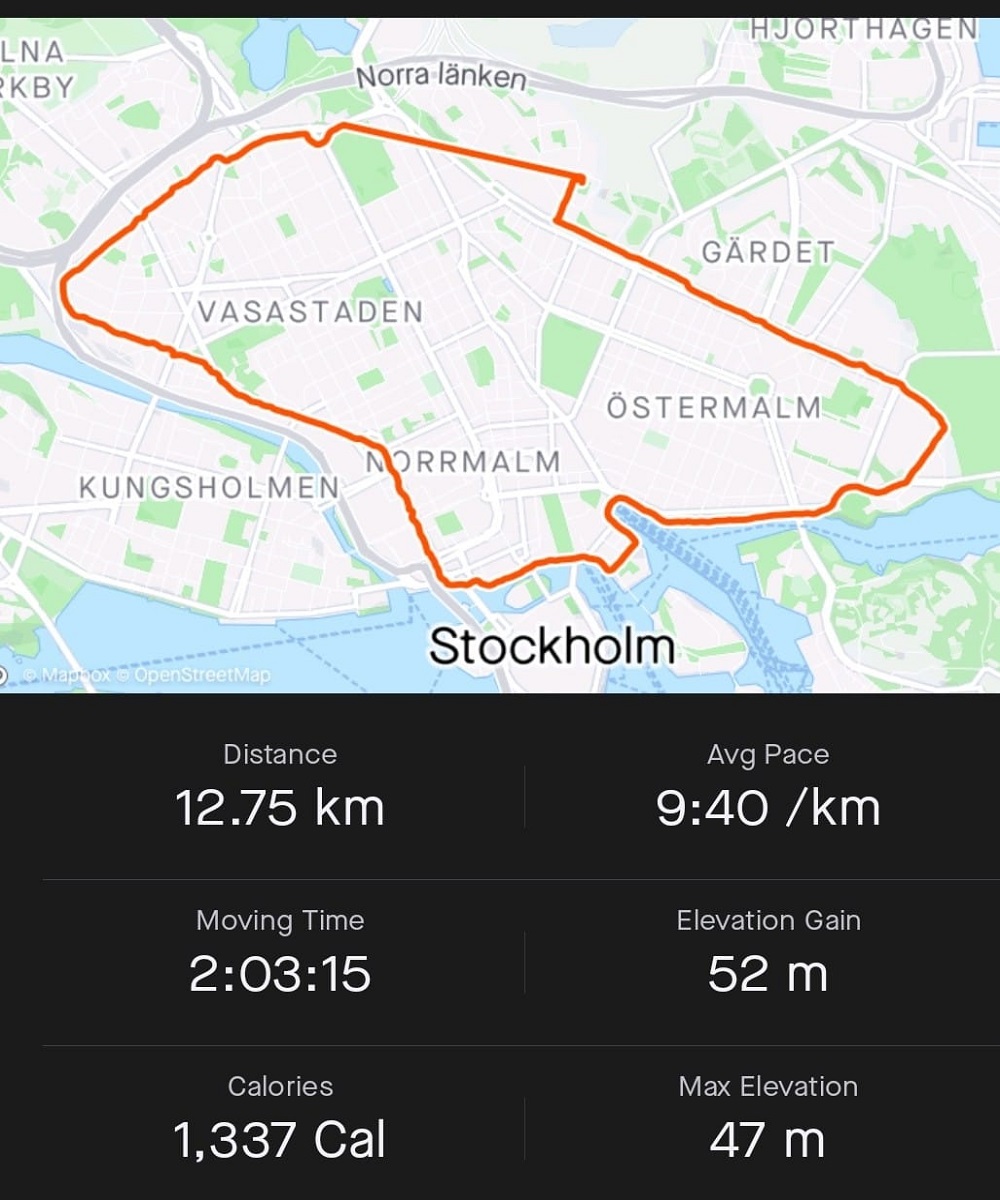 HJORTHAGEN
LNA
RKBY
Norra länken
GÄRDET
VASASTADEN
ÖSTERMALM
NORRMALM
KUNGSHOLMEN
Stockholm
© Mapbox © OpenStreetMap
Distance
Avg Pace
12.75 km
9:40 /km
Moving Time
Elevation Gain
2:03:15
52 m
Calories
Max Elevation
1,337 Cal
47 m